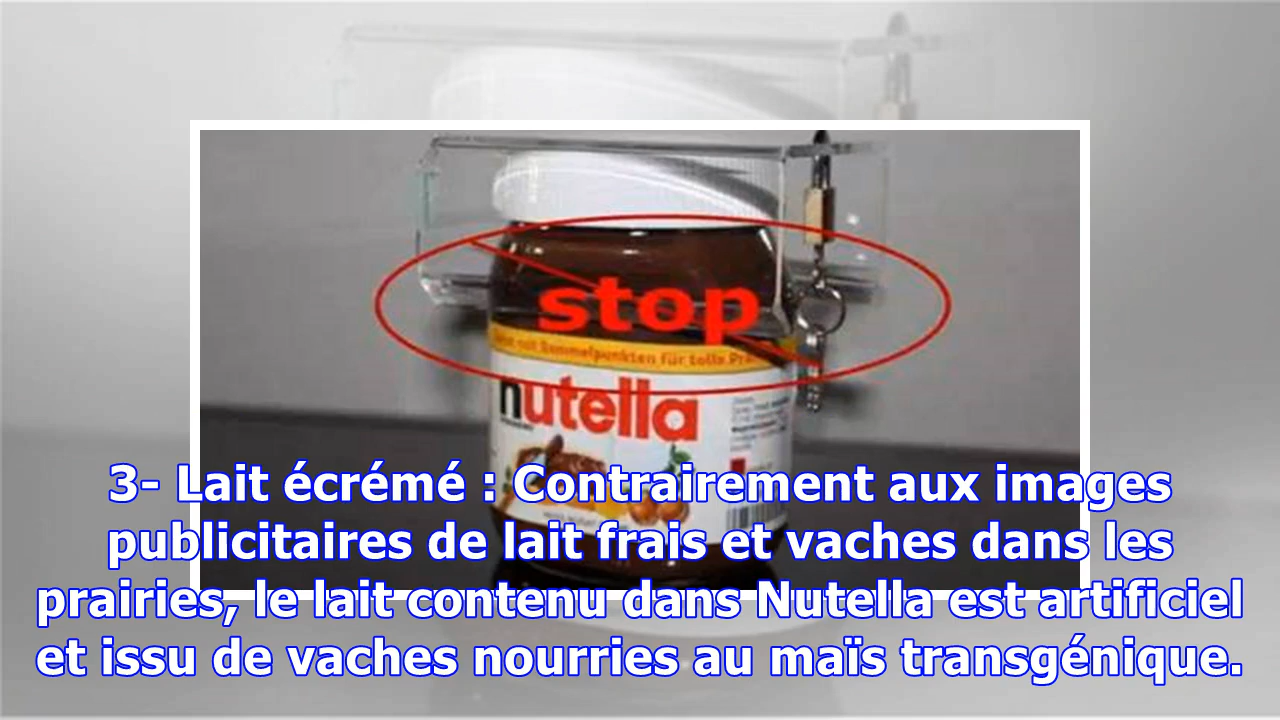 stop
nutella
3- Lait écrémé : Contrairement aux images
publicitaires de lait frais et vaches dans les
prairies, le lait contenu dans Nutella est artificiel
et issu de vaches nourries au maïs transgénique.